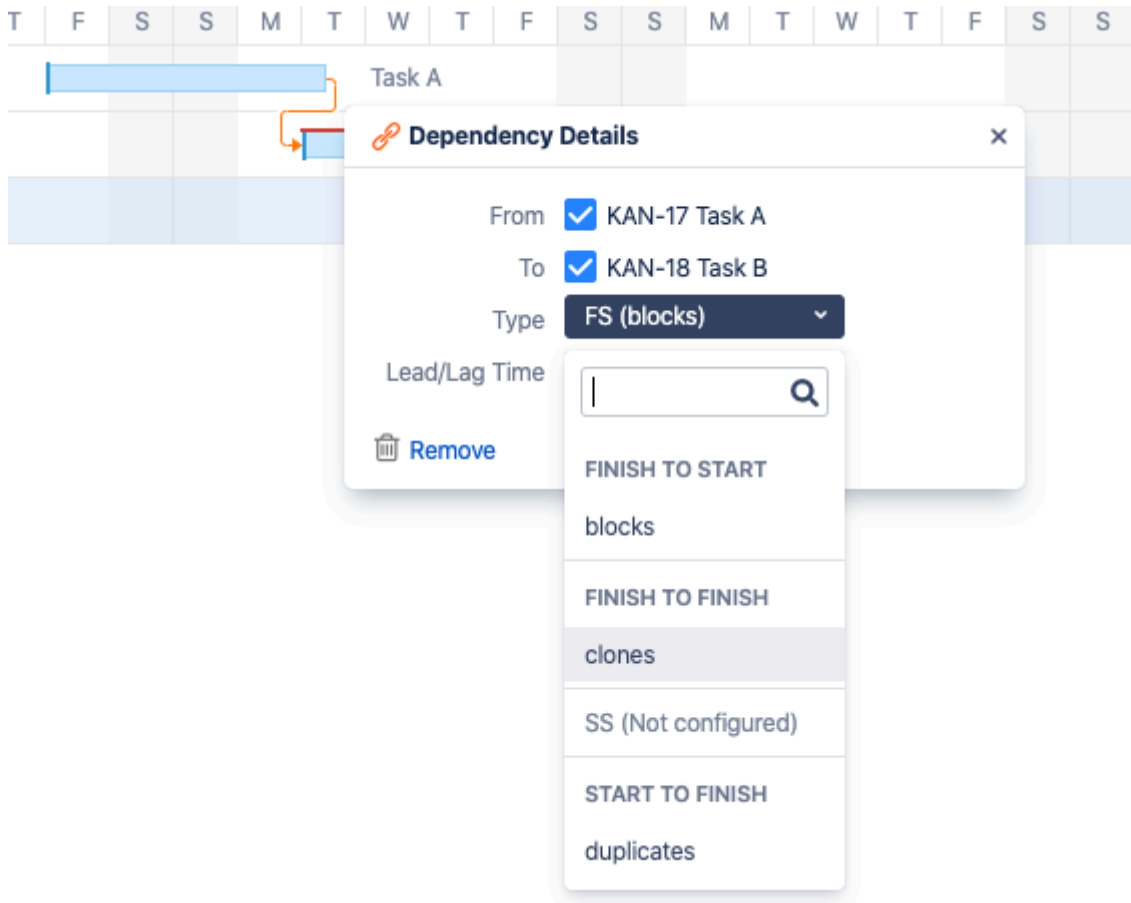 T F S S M T W T F S S M T W T F S S
Task A
Dependency Details
From KAN-17 Task A
To KAN-18 Task B
Type FS (blocks)
Lead/Lag Time
Remove
FINISH TO START
blocks
FINISH TO FINISH
clones
SS (Not configured)
START TO FINISH
duplicates